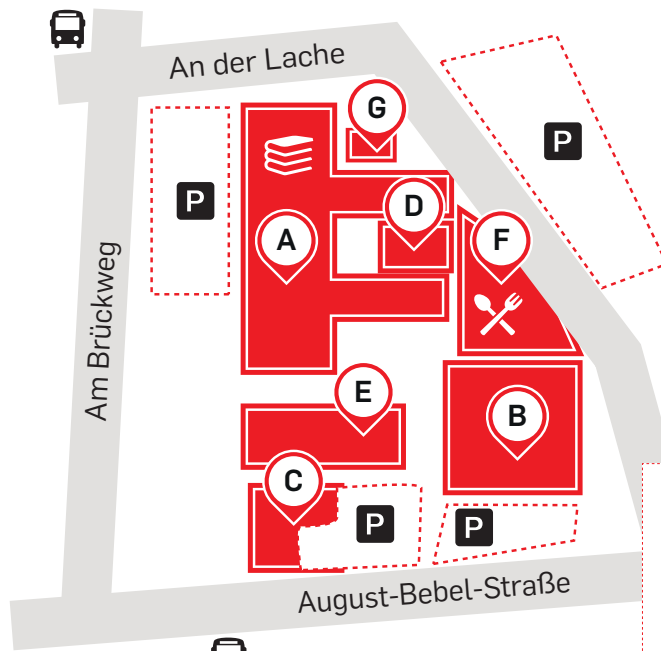 An der Lache
G
P
P
D
A
F
Am Brückweg
E
B
C
P
P
August-Bebel-Straße